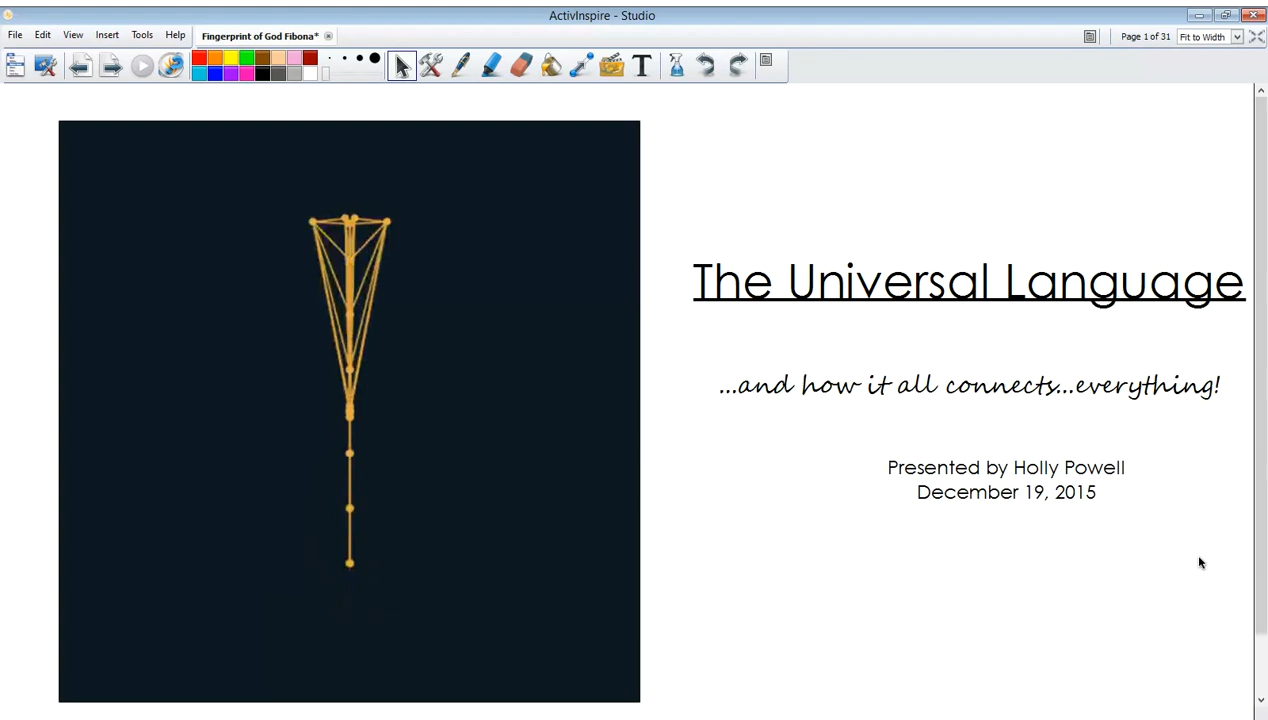 ActivInspire - Studio
File Edit View Insert Tools Help
Fingerprint of God Fibona*
Page 1 of 31
Fit to Width
T
The Universal Language
...and how it all connects...everything!
Presented by Holly Powell
December 19, 2015